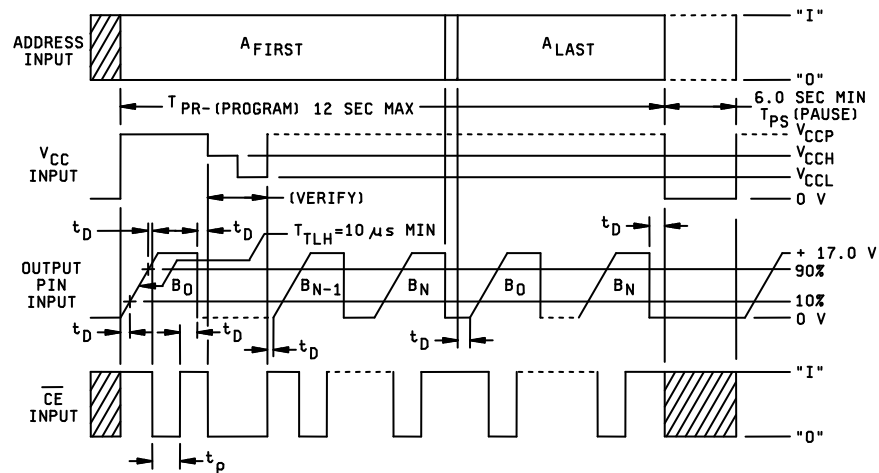 ADDRESS INPUT
A FIRST
A LAST
"I"
"O"
T PR-(PROGRAM) 12 SEC MAX
6.0 SEC MIN
T PS (PAUSE)
V CC INPUT
V CCP
V CCH
V CCL
0 V
(VERIFY)
t D
t D
T TLH =10 µs MIN
OUTPUT PIN INPUT
B 0
B N-1
B N
B 0
B N
t D
+ 17.0 V
90%
10%
0 V
t D
t D
t D
t D
CE INPUT
"I"
"O"
t p